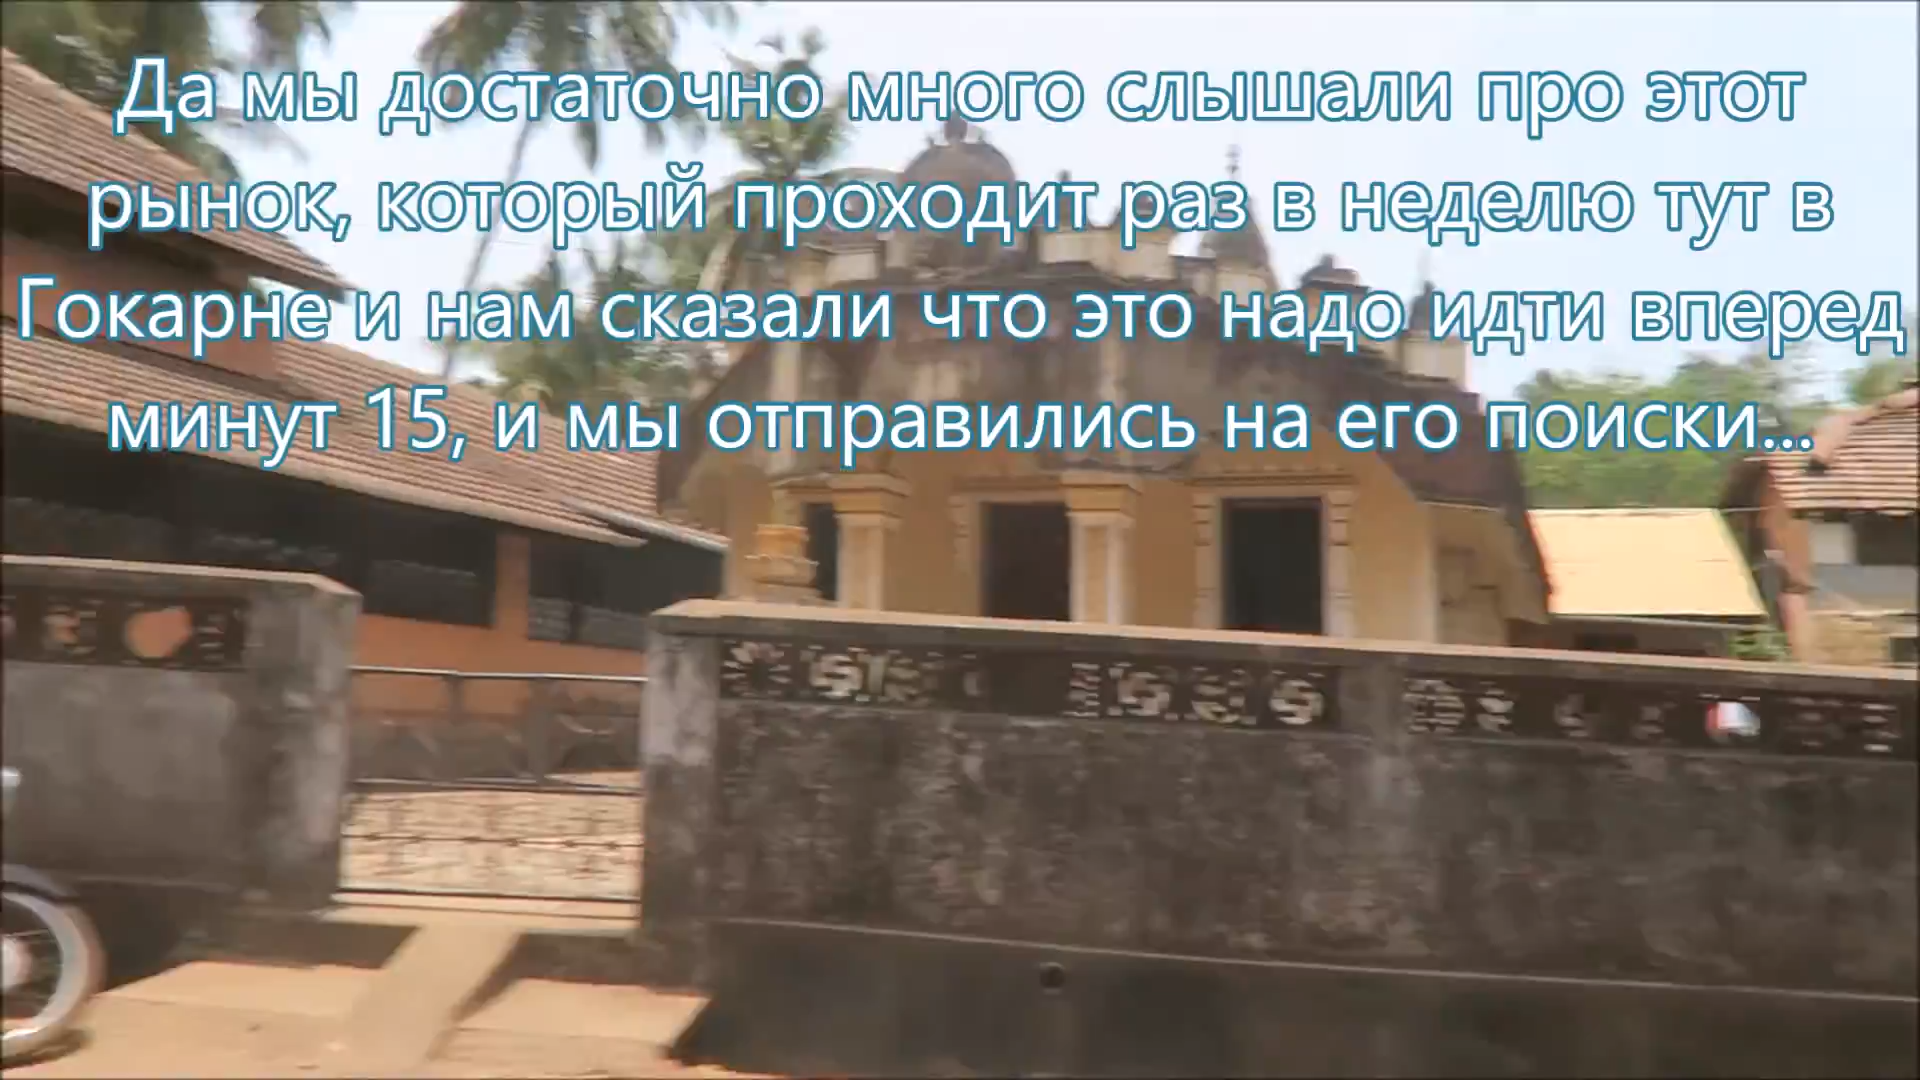 Да мы достаточно много слышали про этот
рынок, который проходит раз в неделю тут в
Гокарне и нам сказали что это надо идти вперед
минут 15, и мы отправились на его поиски...